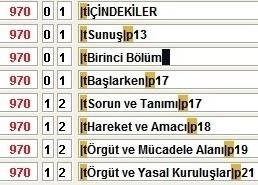 970 0 1 |tİÇİNDEKİLER
970 0 1 |tSunuş|p13
970 0 1 |tBirinci Bölüm
970 0 1 |tBaşlarken|p17
970 1 2 |tSorun ve Tanımı|p17
970 1 2 |tHareket ve Amacı|p18
970 1 2 |tÖrgüt ve Mücadele Alanı|p19
970 1 2 |tÖrgüt ve Yasal Kuruluşlar|p21